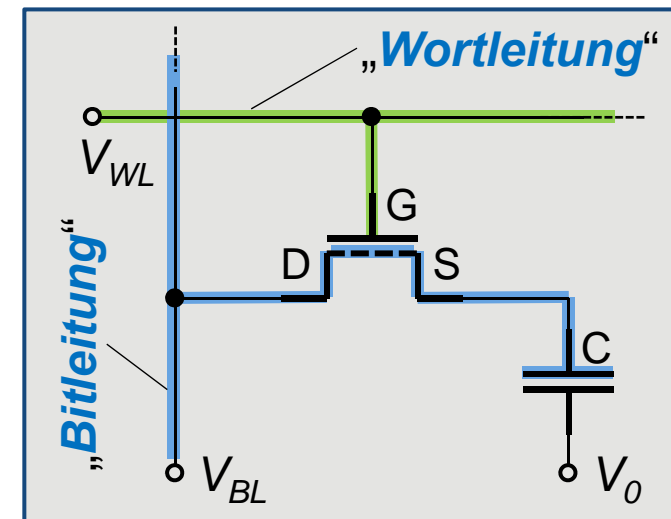 „Wortleitung“
V_WL
G
D
S
„Bitleitung“
C
V_BL
V_0